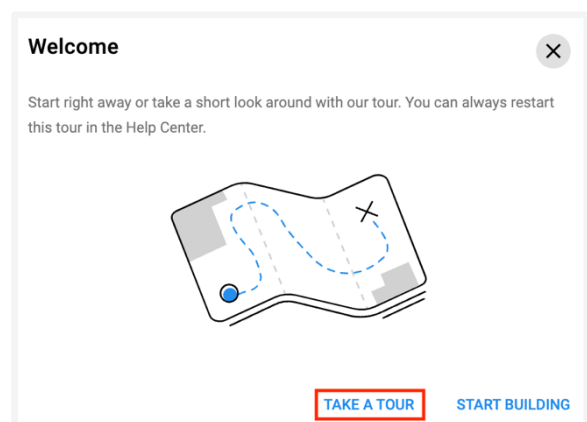 Welcome
Start right away or take a short look around with our tour. You can always restart
this tour in the Help Center.
TAKE A TOUR START BUILDING